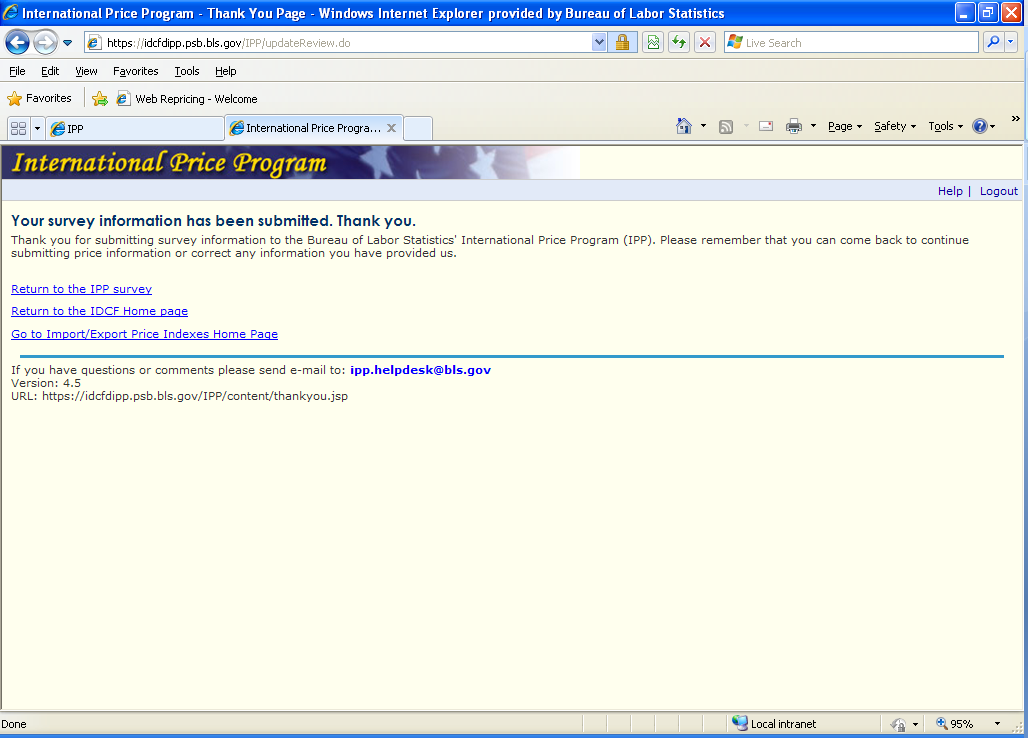 International Price Program - Thank You Page - Windows Internet Explorer provided by Bureau of Labor Statistics
https://idcfdipp.psb.bls.gov/IPP/updateReview.do
Live Search
File Edit View Favorites Tools Help
Favorites Web Repricing - Welcome
IPP International Price Progra... Page Safety Tools »
International Price Program
Help | Logout
Your survey information has been submitted. Thank you.
Thank you for submitting survey information to the Bureau of Labor Statistics' International Price Program (IPP). Please remember that you can come back to continue
submitting price information or correct any information you have provided us.
Return to the IPP survey
Return to the IDCF Home page
Go to Import/Export Price Indexes Home Page
If you have questions or comments please send e-mail to: ipp.helpdesk@bls.gov
Version: 4.5
URL: https://idcfdipp.psb.bls.gov/IPP/content/thankyou.jsp
Done Local intranet 95%